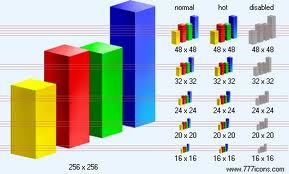 normal hot disabled
48 x 48 48 x 48 48 x 48
32 x 32 32 x 32 32 x 32
24 x 24 24 x 24 24 x 24
20 x 20 20 x 20 20 x 20
16 x 16 16 x 16 16 x 16
256 x 256
www.777icons.com